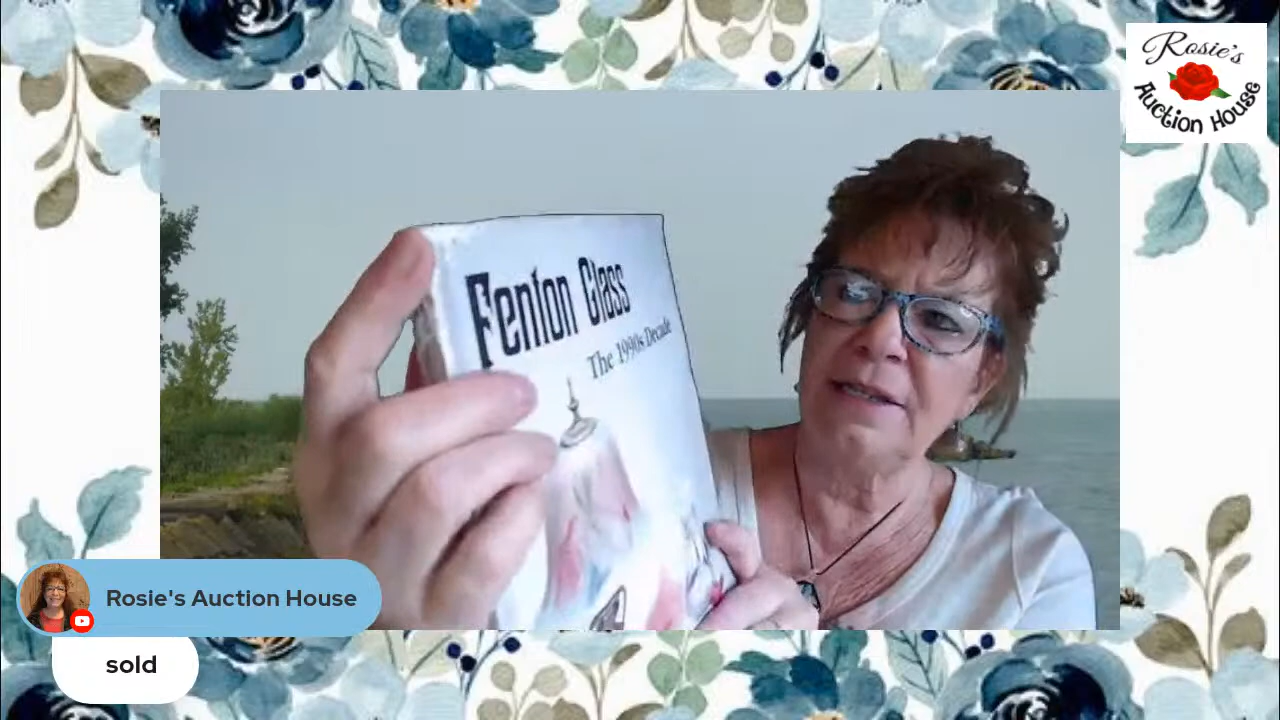 Rosie's
Auction House
Fenton Glass
The 1990s Decade
Rosie's Auction House
sold